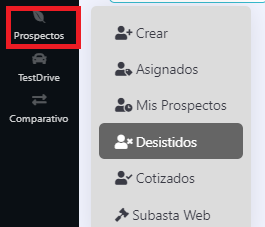 Prospectos
TestDrive
Comparativo
Crear
Asignados
Mis Prospectos
Desistidos
Cotizados
Subasta Web